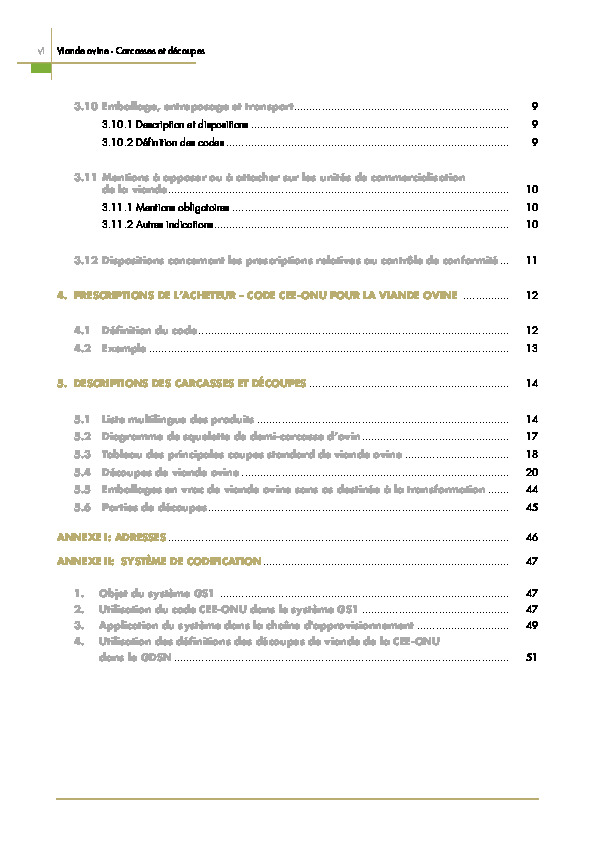 vi Viande ovine - Carcasses et découpes
3.10 Emballage, entreposage et transport 9
3.10.1 Description et dispositions 9
3.10.2 Définition des codes 9
3.11 Mentions à apposer ou à attacher sur les unités de commercialisation
de la viande 10
3.11.1 Mentions obligatoires 10
3.11.2 Autres indications 10
3.12 Dispositions concernant les prescriptions relatives au contrôle de conformité ... 11
4. PRESCRIPTIONS DE L'ACHETEUR – CODE CEE-ONU POUR LA VIANDE OVINE 12
4.1 Définition du code 12
4.2 Exemple 13
5. DESCRIPTIONS DES CARCASSES ET DÉCOUPES 14
5.1 Liste multilingue des produits 14
5.2 Diagramme de squelette de demi-carcasse d'ovin 17
5.3 Tableau des principales coupes standard de viande ovine 18
5.4 Découpes de viande ovine 20
5.5 Emballages en vrac de viande ovine sans os destinée à la transformation 44
5.6 Parties de découpes 45
ANNEXE I: ADRESSES 46
ANNEXE II: SYSTÈME DE CODIFICATION 47
1. Objet du système GS1 47
2. Utilisation du code CEE-ONU dans le système GS1 47
3. Application du système dans la chaîne d'approvisionnement 49
4. Utilisation des définitions des découpes de viande de la CEE-ONU
dans le GDSN 51